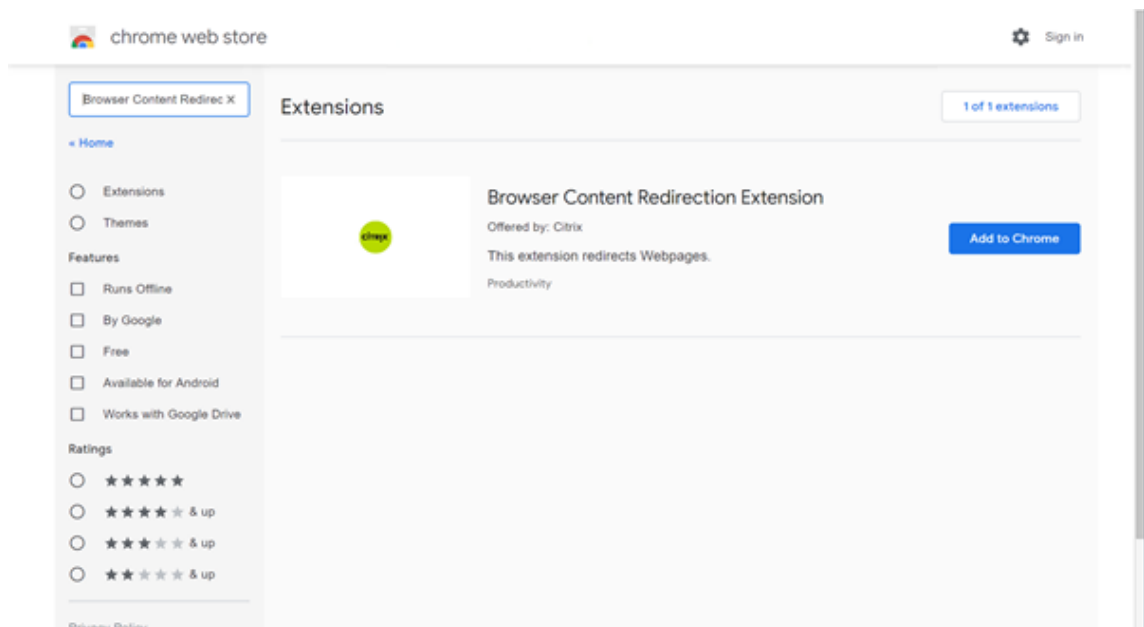 chrome web store
Sign in
Browser Content Redirec X
Extensions
1 of 1 extensions
« Home
Extensions
Themes
Features
Runs Offline
By Google
Free
Available for Android
Works with Google Drive
Ratings
& up
& up
& up
Browser Content Redirection Extension
Offered by: Citrix
This extension redirects Webpages.
Productivity
citrix
Add to Chrome
Privacy Policy